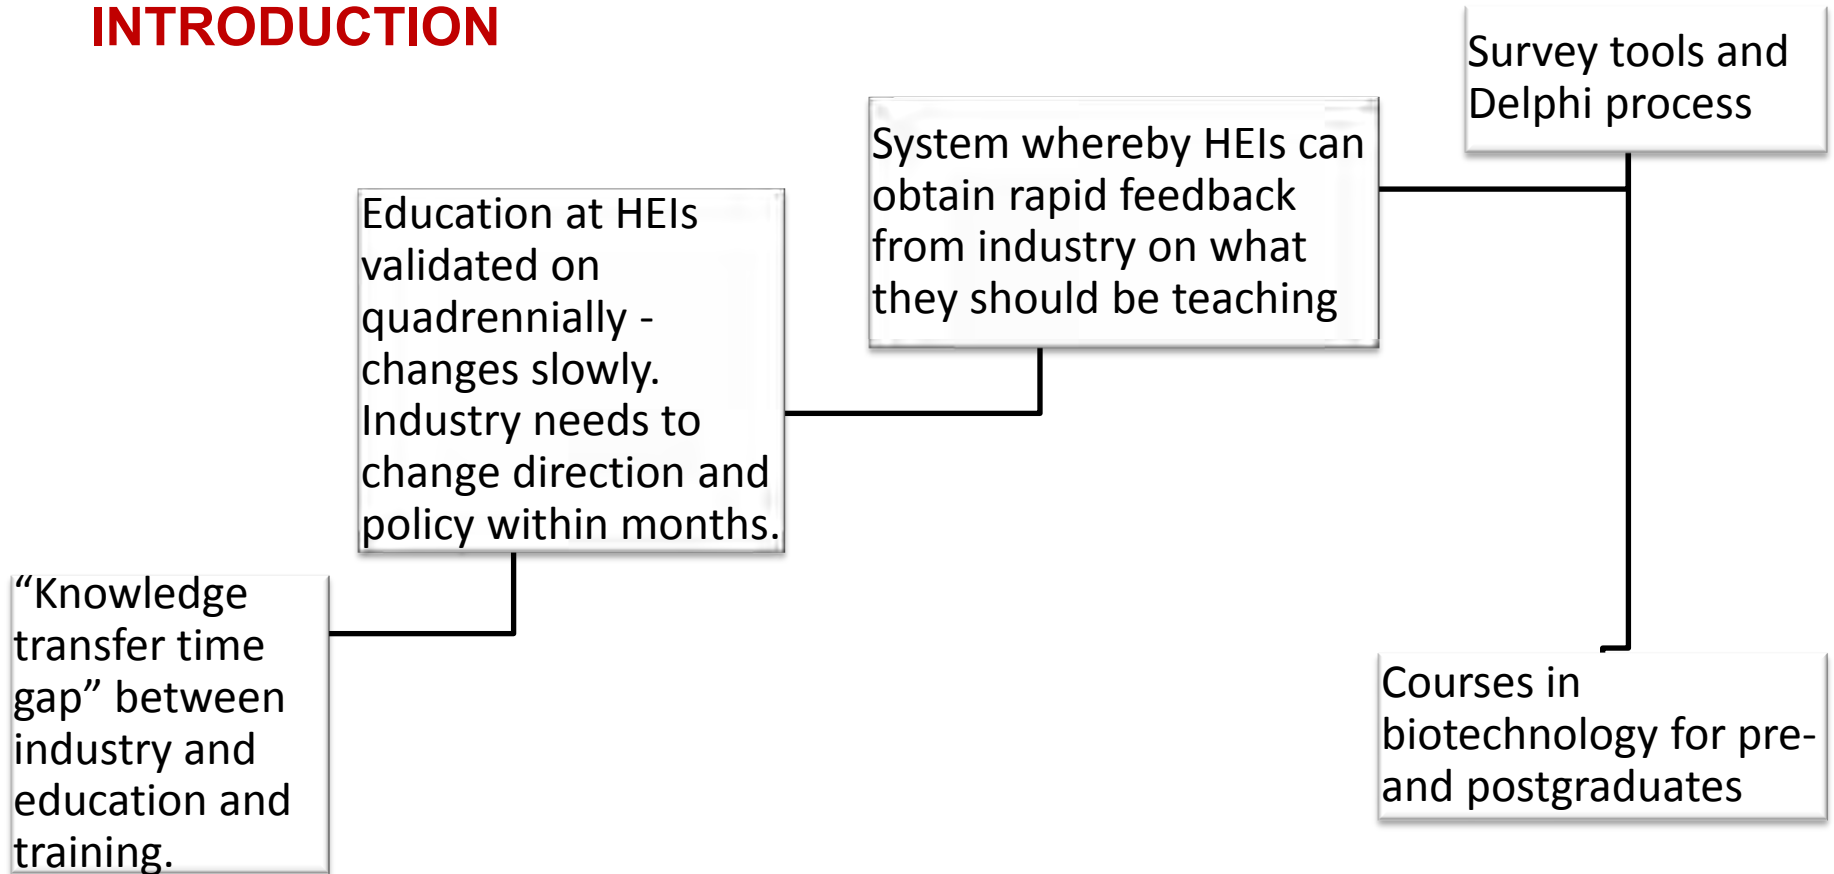 INTRODUCTION
Survey tools and
Delphi process
System whereby HEIs can
obtain rapid feedback
from industry on what
they should be teaching
Education at HEIs
validated on
quadrennially -
changes slowly.
Industry needs to
change direction and
policy within months.
“Knowledge
transfer time
gap” between
industry and
education and
training.
Courses in
biotechnology for pre-
and postgraduates